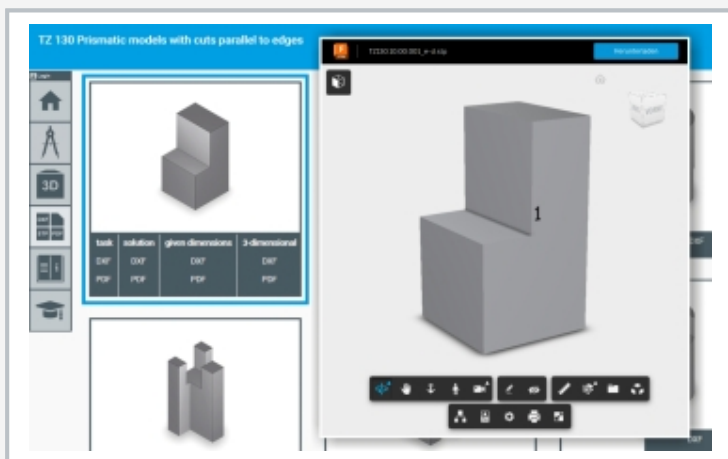 TZ 130 Prismatic models with cuts parallel to edges
Herunterladen
3D
1
task solution given dimensions 3-dimensional
DXF DXF DXF DXF
PDF PDF PDF PDF